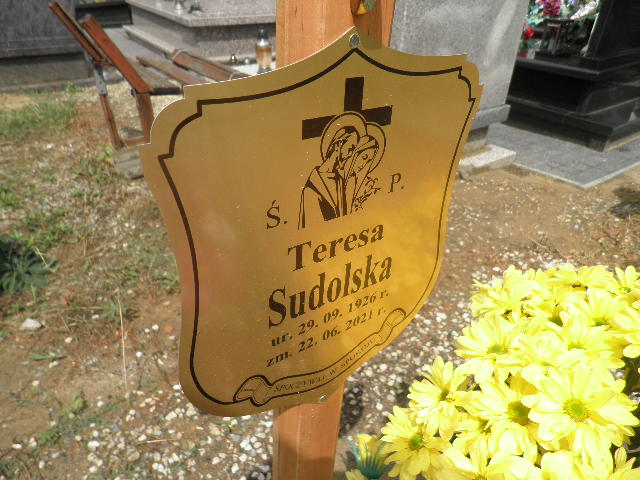 Ś. P.
Teresa
Sudolska
ur. 29. 09. 1926 r.
zm. 22. 06. 2021 r.
SPOCZYWAJ W SPOKOJU